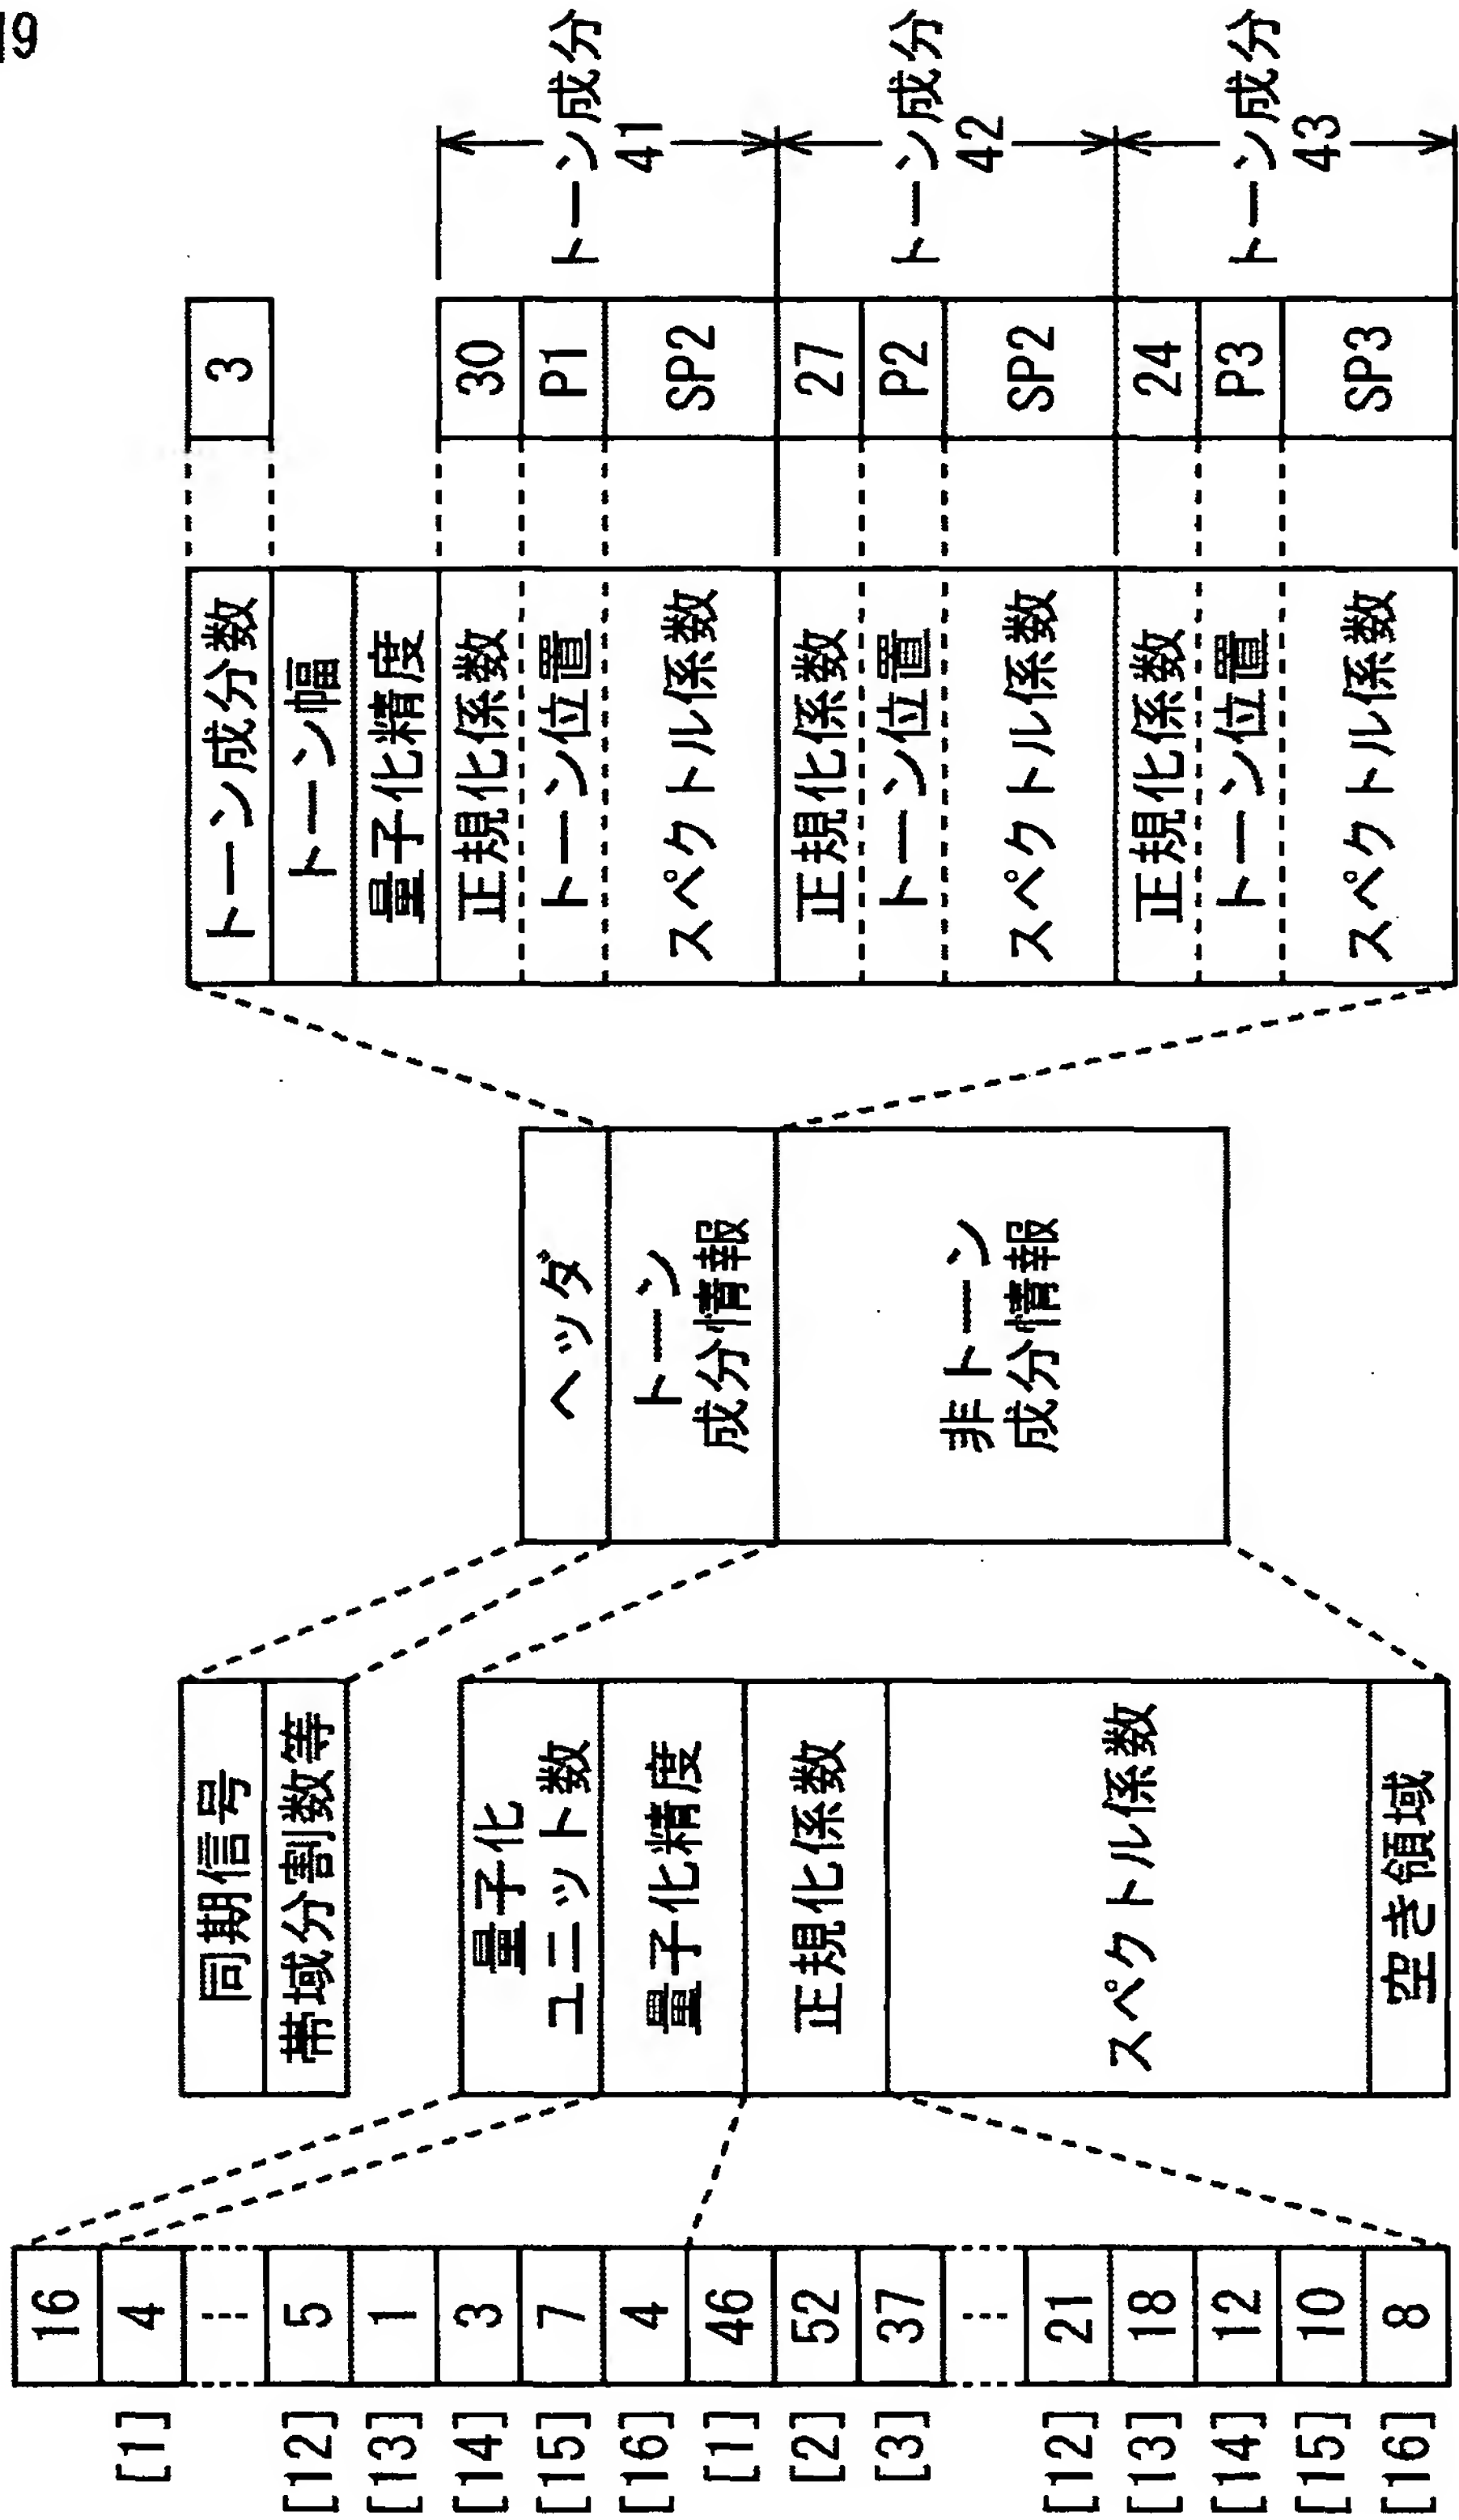 16
[1] 4
[12] 5
[13] 1
[14] 3
[15] 7
[16] 4
[1] 46
[2] 52
[3] 37
[12] 21
[13] 18
[14] 12
[15] 10
[16] 8
同期信号
帯域分割数等
量子化
ユニット数
量子化精度
正規化係数
スペクトル係数
空き領域
ヘッダ
トーン
成分情報
非トーン
成分情報
トーン成分数
トーン幅
量子化精度
正規化係数
トーン位置
スペクトル係数
正規化係数
トーン位置
スペクトル係数
正規化係数
トーン位置
スペクトル係数
3
30
P1
SP2
27
P2
SP2
24
P3
SP3
トーン成分
41
トーン成分
42
トーン成分
43